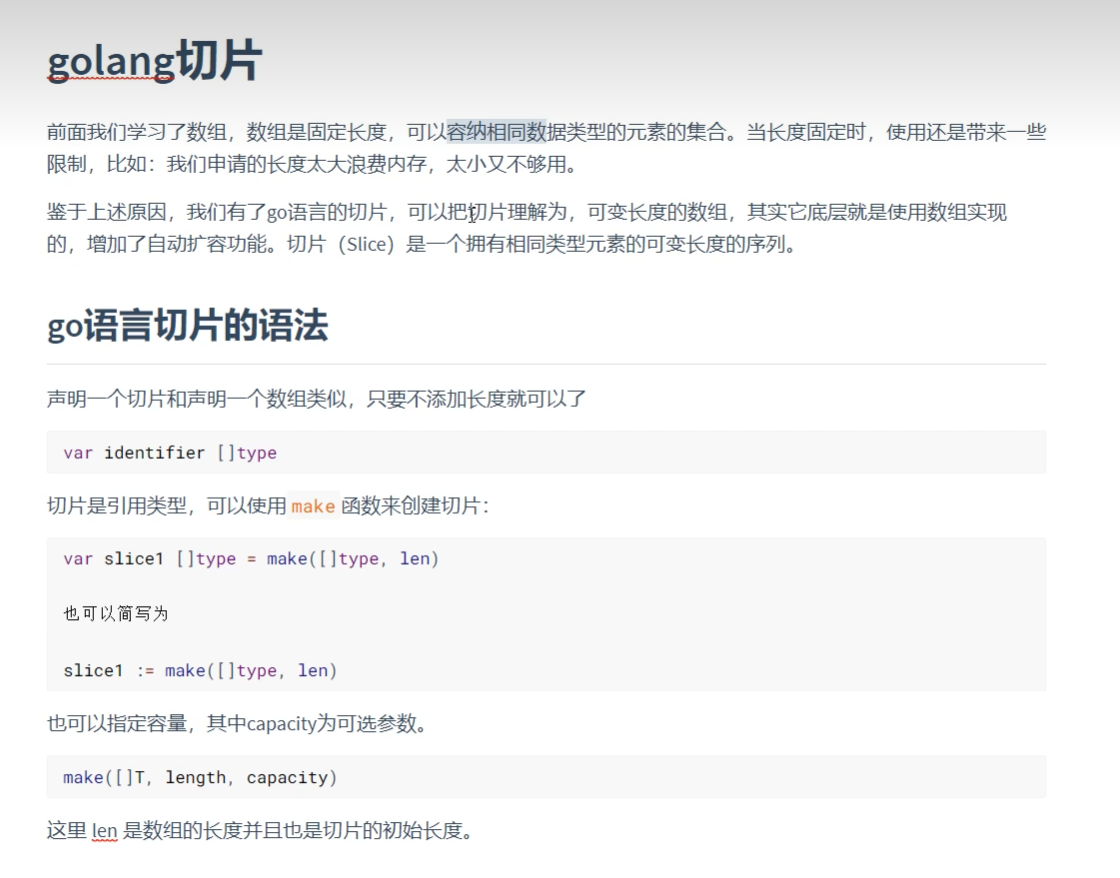 golang切片
前面我们学习了数组，数组是固定长度，可以容纳相同数据类型的元素的集合。当长度固定时，使用还是带来一些
限制，比如：我们申请的长度太大浪费内存，太小又不够用。
鉴于上述原因，我们有了go语言的切片，可以把切片理解为，可变长度的数组，其实它底层就是使用数组实现
的，增加了自动扩容功能。切片（Slice）是一个拥有相同类型元素的可变长度的序列。
go语言切片的语法
声明一个切片和声明一个数组类似，只要不添加长度就可以了
var identifier []type
切片是引用类型，可以使用 make 函数来创建切片：
var slice1 []type = make([]type, len)
也可以简写为
slice1 := make([]type, len)
也可以指定容量，其中capacity为可选参数。
make([]T, length, capacity)
这里 len 是数组的长度并且也是切片的初始长度。